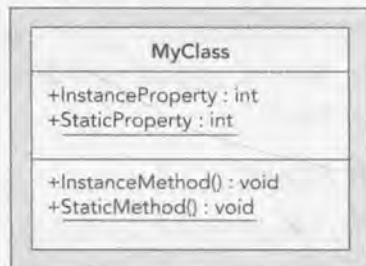 MyClass
+InstanceProperty : int
+StaticProperty : int
+InstanceMethod() : void
+StaticMethod() : void